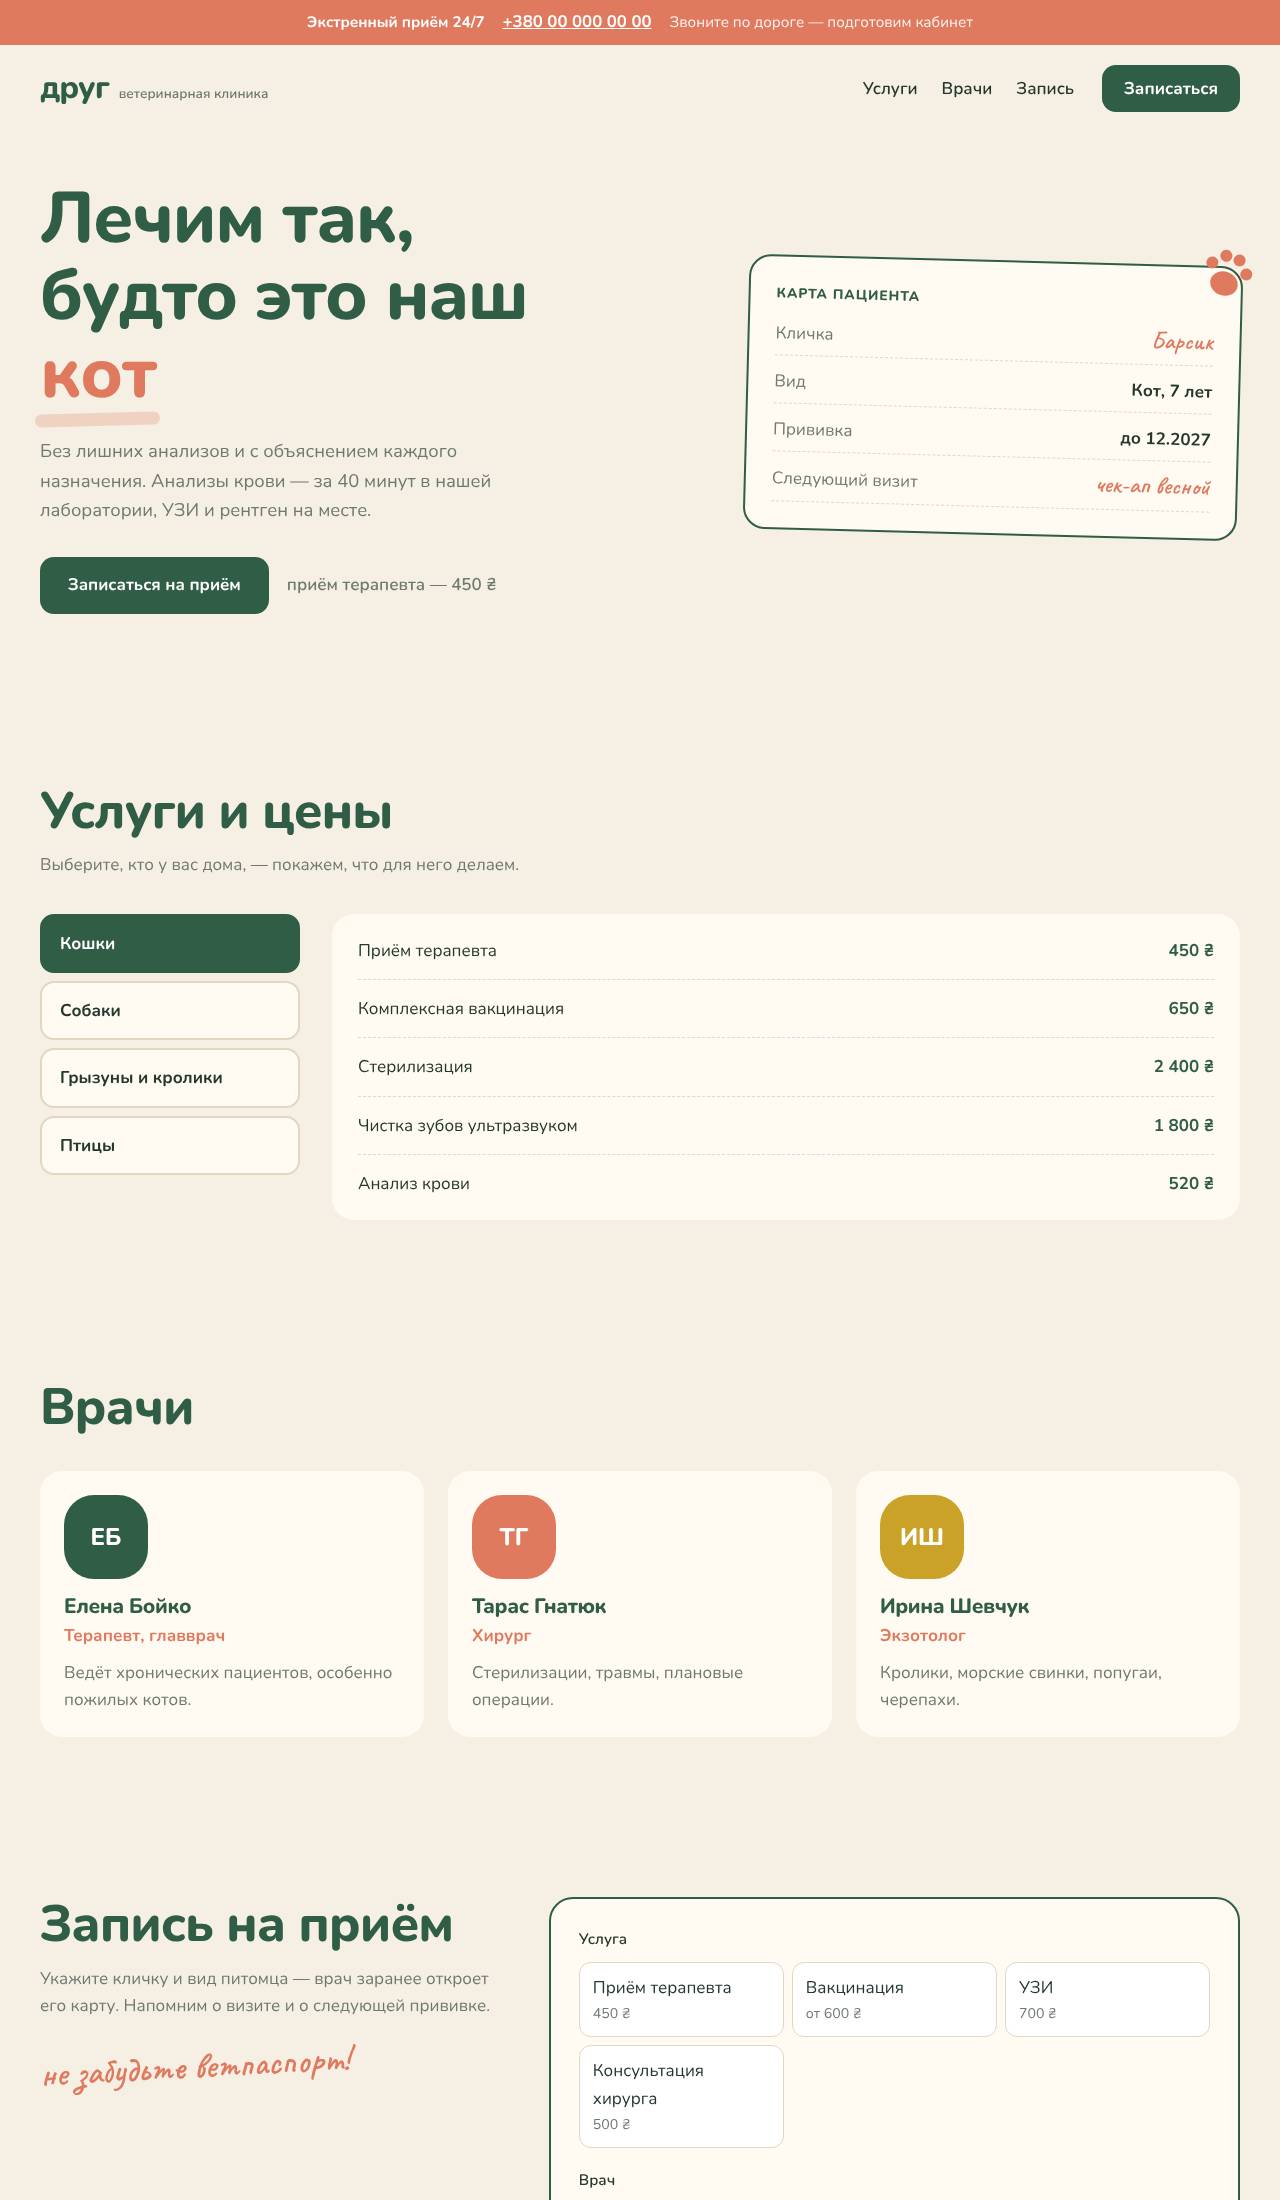 Экстренный приём 24/7 +380 00 000 00 00 Звоните по дороге — подготовим кабинет
друг ветеринарная клиника Услуги Врачи Запись Записаться
Лечим так,
будто это наш
кот
Без лишних анализов и с объяснением каждого
назначения. Анализы крови — за 40 минут в нашей
лаборатории, УЗИ и рентген на месте.
Записаться на приём приём терапевта — 450 ₴
КАРТА ПАЦИЕНТА
Кличка Барсик
Вид Кот, 7 лет
Прививка до 12.2027
Следующий визит чек-ап весной
Услуги и цены
Выберите, кто у вас дома, — покажем, что для него делаем.
Кошки
Собаки
Грызуны и кролики
Птицы
Приём терапевта 450 ₴
Комплексная вакцинация 650 ₴
Стерилизация 2 400 ₴
Чистка зубов ультразвуком 1 800 ₴
Анализ крови 520 ₴
Врачи
ЕБ
Елена Бойко
Терапевт, главврач
Ведёт хронических пациентов, особенно
пожилых котов.
ТГ
Тарас Гнатюк
Хирург
Стерилизации, травмы, плановые
операции.
ИШ
Ирина Шевчук
Экзотолог
Кролики, морские свинки, попугаи,
черепахи.
Запись на приём
Укажите кличку и вид питомца — врач заранее откроет
его карту. Напомним о визите и о следующей прививке.
не забудьте ветпаспорт!
Услуга
Приём терапевта
450 ₴
Вакцинация
от 600 ₴
УЗИ
700 ₴
Консультация
хирурга
500 ₴
Врач